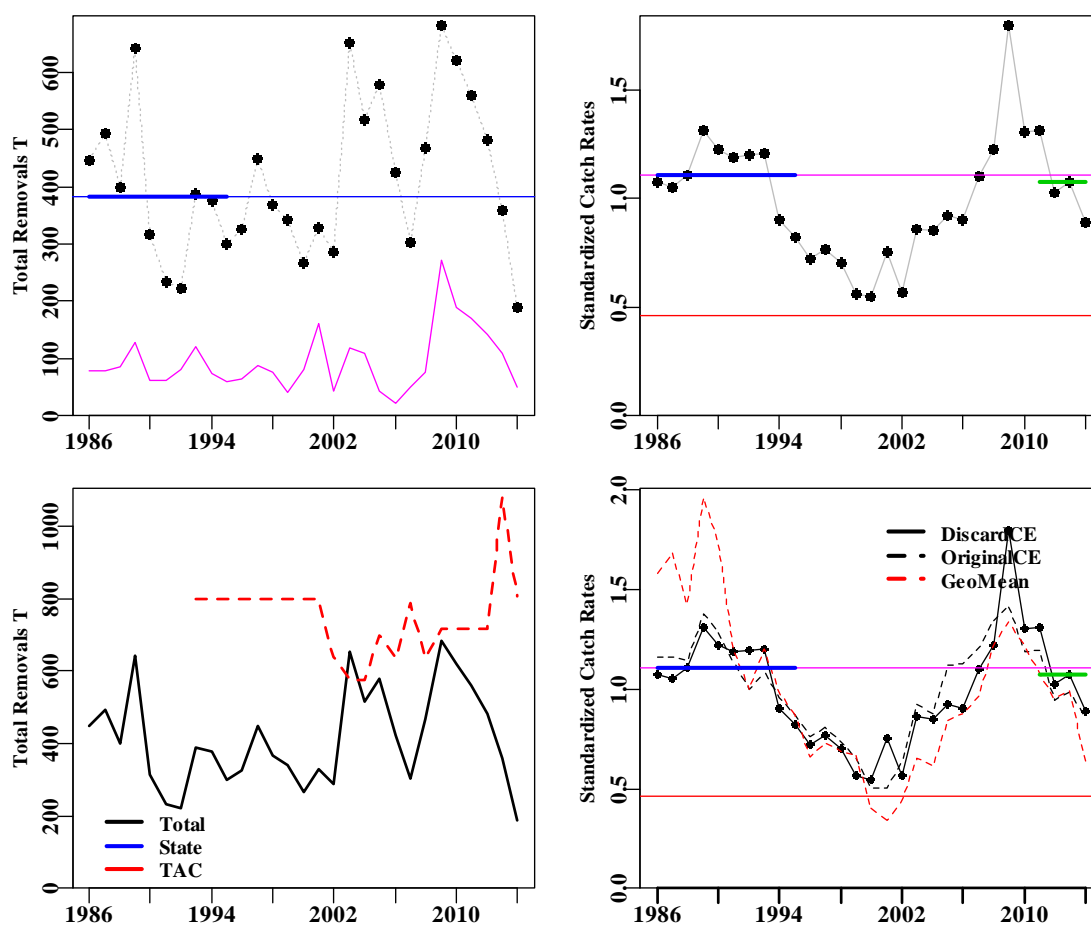 Total Removals T
0 100 200 300 400 500 600
1986 1994 2002 2010
Standardized Catch Rates
0.0 0.5 1.0 1.5
1986 1994 2002 2010
Total Removals T
0 200 400 600 800 1000
Total
State
TAC
1986 1994 2002 2010
Standardized Catch Rates
0.0 0.5 1.0 1.5 2.0
DiscardCE
OriginalCE
GeoMean
1986 1994 2002 2010